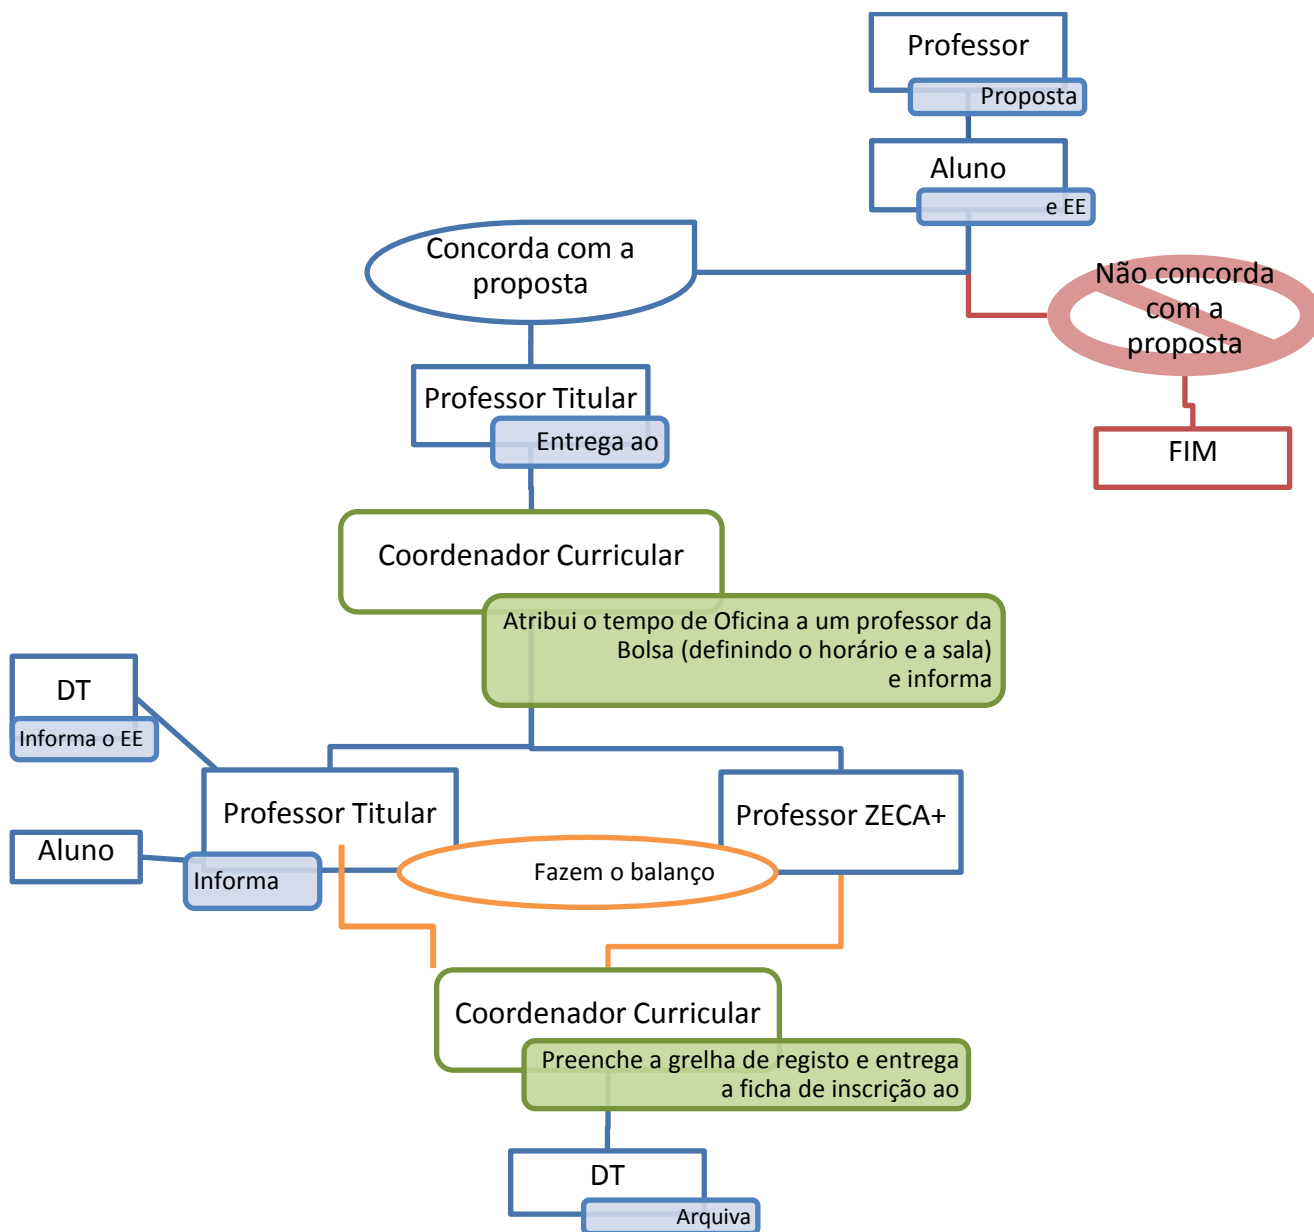 Professor
Proposta
Aluno
e EE
Concorda com a
proposta
Não concorda
com a
proposta
Professor Titular
Entrega ao
FIM
Coordenador Curricular
Atribui o tempo de Oficina a um professor da
Bolsa (definindo o horário e a sala)
e informa
DT
Informa o EE
Professor Titular
Professor ZECA+
Aluno
Informa
Fazem o balanço
Coordenador Curricular
Preenche a grelha de registo e entrega
a ficha de inscrição ao
DT
Arquiva